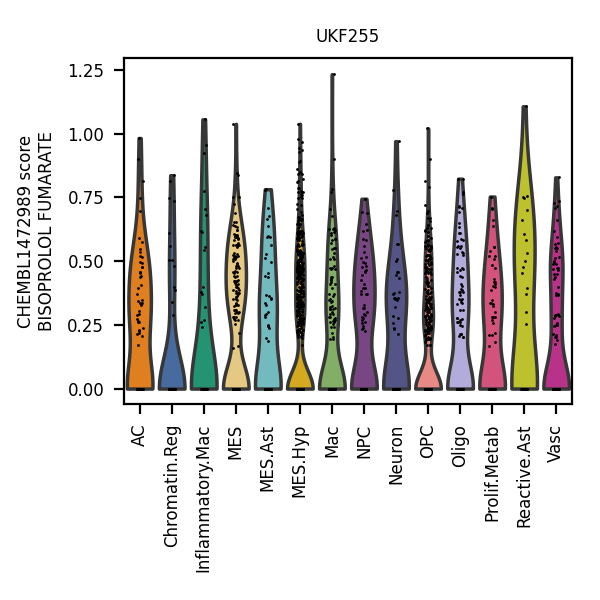 UKF255
CHEMBL1472989 score
BISOPROLOL FUMARATE
1.25
1.00
0.75
0.50
0.25
0.00
AC
Chromatin.Reg
Inflammatory.Mac
MES
MES.Ast
MES.Hyp
Mac
NPC
Neuron
OPC
Oligo
Prolif.Metab
Reactive.Ast
Vasc